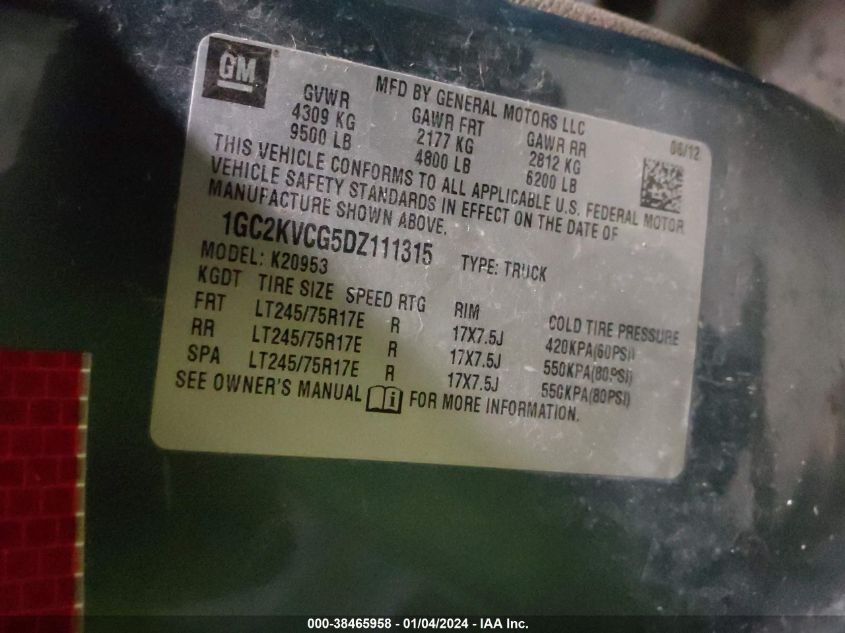 GM
MFD BY GENERAL MOTORS LLC
GVWR GAWR FRT GAWR RR 06/12
4309 KG 2177 KG 2812 KG
9500 LB 4800 LB 6200 LB
THIS VEHICLE CONFORMS TO ALL APPLICABLE U.S. FEDERAL MOTOR
VEHICLE SAFETY STANDARDS IN EFFECT ON THE DATE OF
MANUFACTURE SHOWN ABOVE.
1GC2KVCG5DZ111315 TYPE: TRUCK
MODEL: K20953
KGDT TIRE SIZE SPEED RTG RIM COLD TIRE PRESSURE
FRT LT245/75R17E R 17X7.5J 420KPA(60PSI)
RR LT245/75R17E R 17X7.5J 550KPA(80PSI)
SPA LT245/75R17E R 17X7.5J 550KPA(80PSI)
SEE OWNER'S MANUAL i FOR MORE INFORMATION.
000-38465958 - 01/04/2024 - IAA Inc.